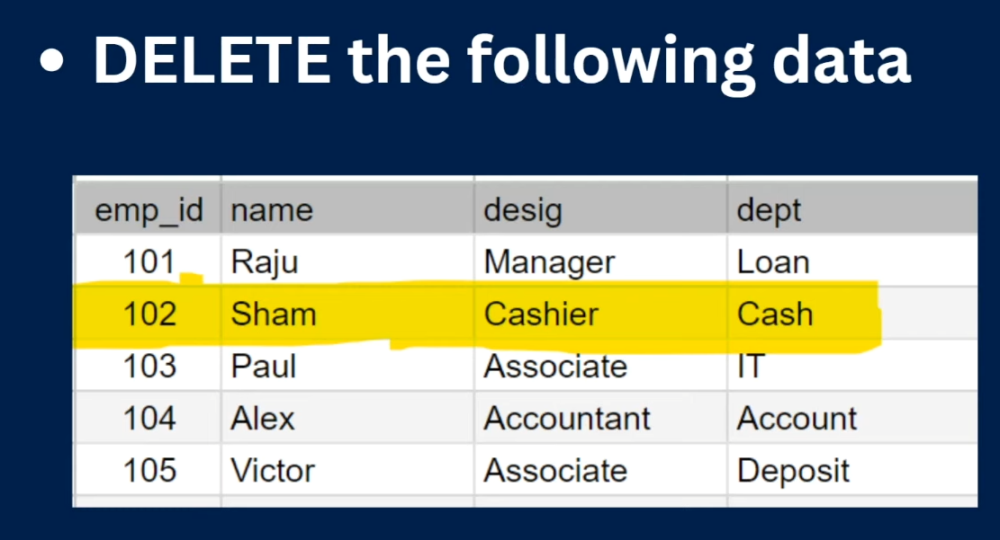 • DELETE the following data
emp_id name desig dept
101 Raju Manager Loan
102 Sham Cashier Cash
103 Paul Associate IT
104 Alex Accountant Account
105 Victor Associate Deposit